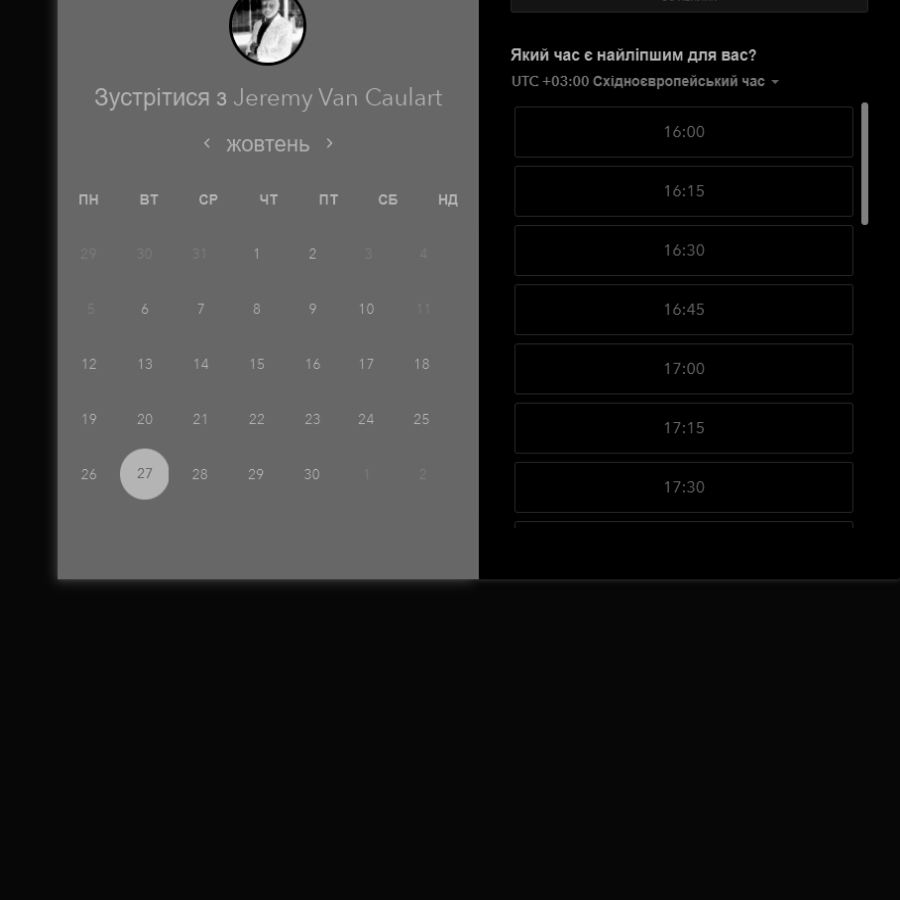 Зустрітися з Jeremy Van Caulart
жовтень
ПН ВТ СР ЧТ ПТ СБ НД
29 30 31 1 2 3 4
5 6 7 8 9 10 11
12 13 14 15 16 17 18
19 20 21 22 23 24 25
26 27 28 29 30 1 2
Який час є найліпшим для вас?
UTC +03:00 Східноєвропейський час
16:00
16:15
16:30
16:45
17:00
17:15
17:30